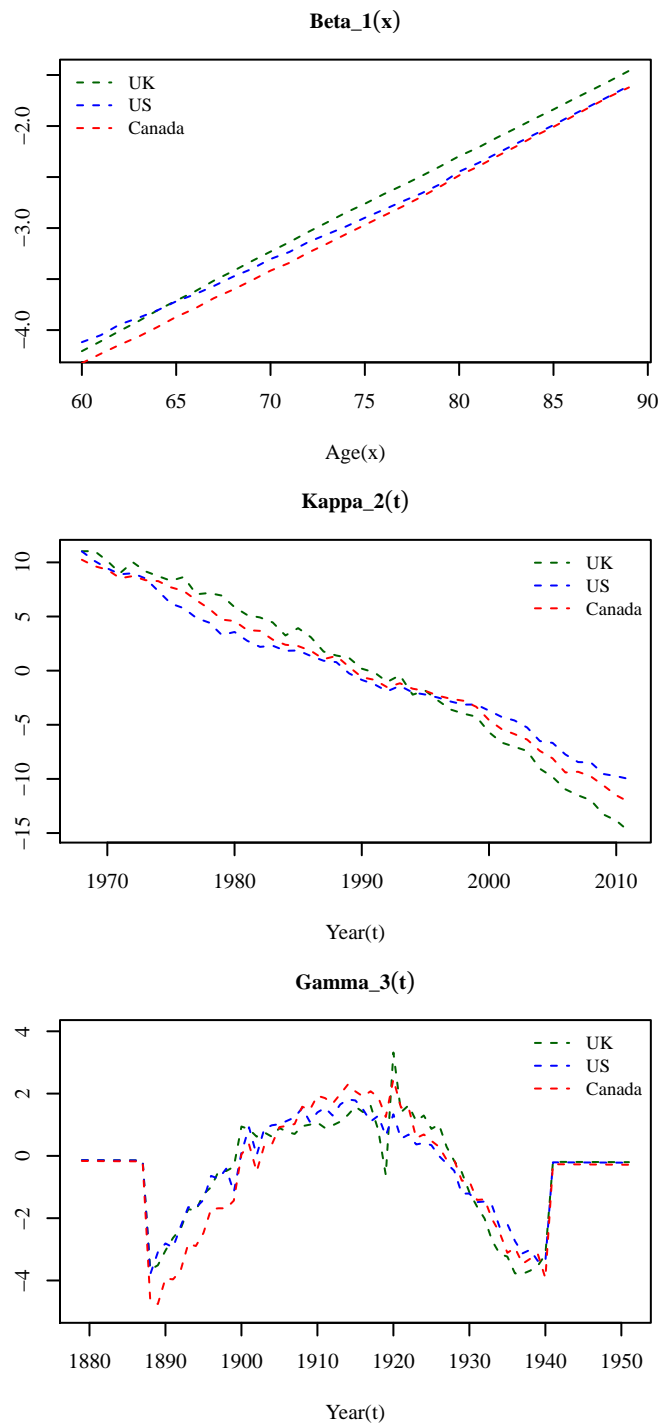 Beta_1(x)
UK
US
Canada
−2.0
−3.0
−4.0
60 65 70 75 80 85 90
Age(x)
Kappa_2(t)
UK
US
Canada
10
5
0
−5
−10
−15
1970 1980 1990 2000 2010
Year(t)
Gamma_3(t)
UK
US
Canada
4
2
0
−2
−4
1880 1890 1900 1910 1920 1930 1940 1950
Year(t)